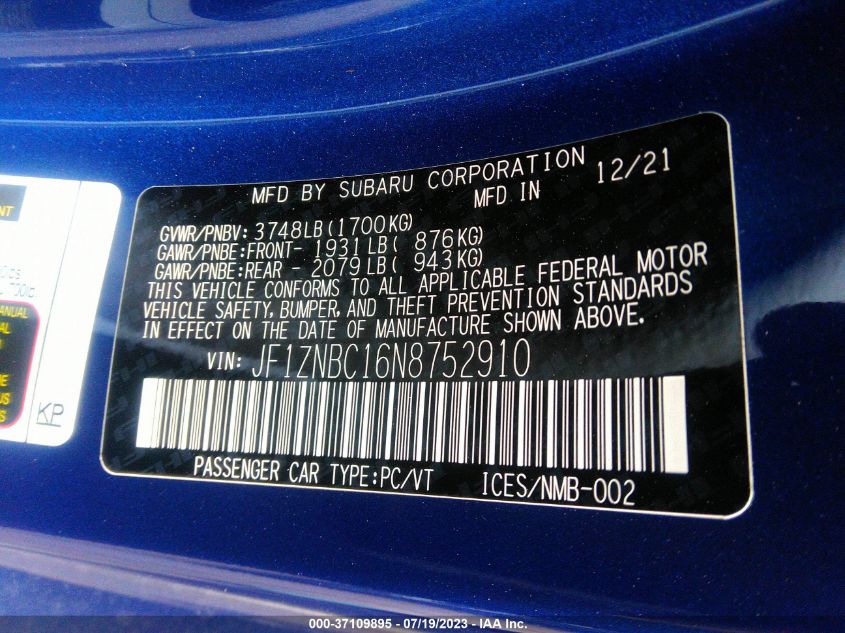 MFD BY SUBARU CORPORATION
MFD IN 12/21
GVWR/PNBV: 3748LB(1700KG)
GAWR/PNBE:FRONT- 1931LB( 876KG)
GAWR/PNBE:REAR - 2079LB( 943KG)
THIS VEHICLE CONFORMS TO ALL APPLICABLE FEDERAL MOTOR
VEHICLE SAFETY, BUMPER, AND THEFT PREVENTION STANDARDS
IN EFFECT ON THE DATE OF MANUFACTURE SHOWN ABOVE.
VIN: JF1ZNBC16N8752910
PASSENGER CAR TYPE:PC/VT ICES/NMB-002
KP
000-37109895 - 07/19/2023 - IAA, Inc.